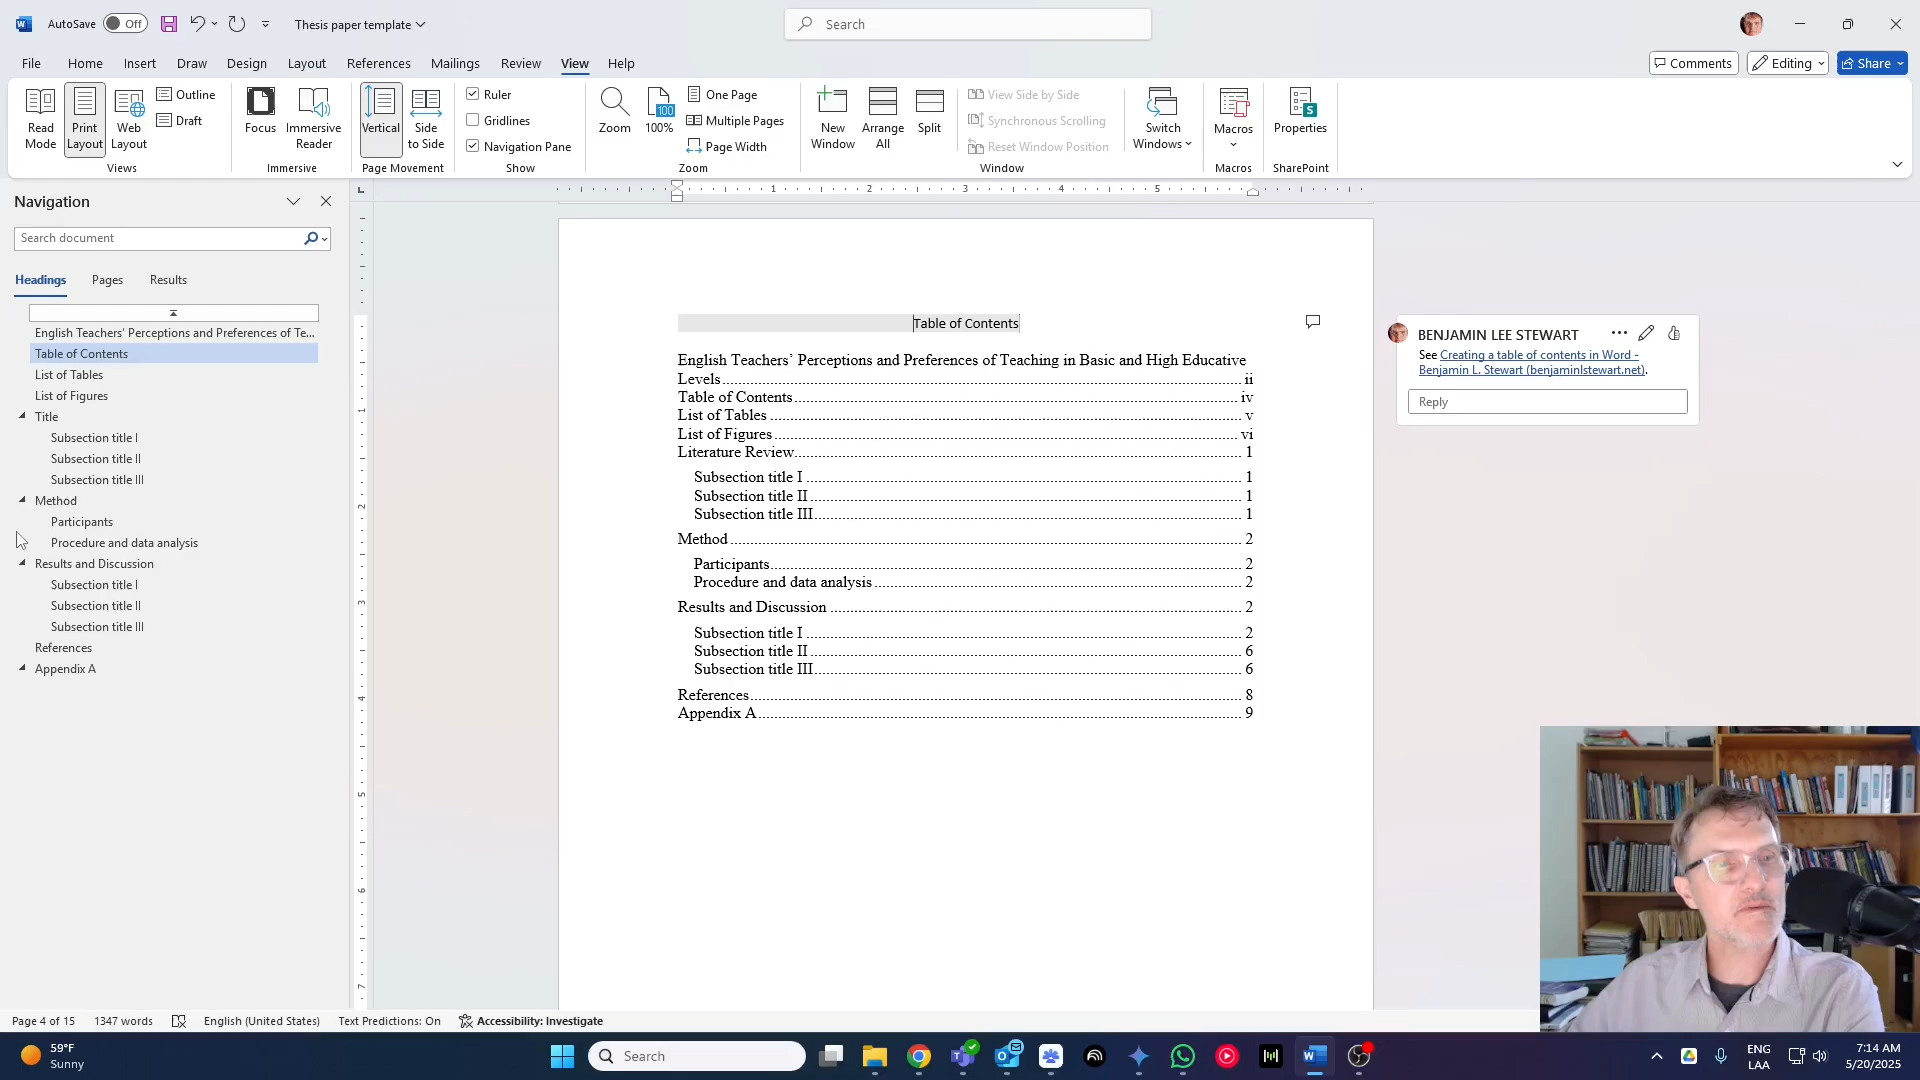 AutoSave Off Thesis paper template Search
File Home Insert Draw Design Layout References Mailings Review View Help Comments Editing Share
Read Mode Print Layout Web Layout Outline Draft
Views
Focus Immersive Reader
Immersive
Vertical Side to Side
Page Movement
Ruler
Gridlines
Navigation Pane
Show
Zoom 100% One Page Multiple Pages Page Width
Zoom
New Window Arrange All Split View Side by Side Synchronous Scrolling Reset Window Position Switch Windows
Window
Macros
Macros
Properties
SharePoint
Navigation
Search document
Headings Pages Results
English Teachers’ Perceptions and Preferences of Te...
Table of Contents
List of Tables
List of Figures
Title
Subsection title I
Subsection title II
Subsection title III
Method
Participants
Procedure and data analysis
Results and Discussion
Subsection title I
Subsection title II
Subsection title III
References
Appendix A
1 2 3 4 5
1
2
3
4
5
6
7
Table of Contents
English Teachers’ Perceptions and Preferences of Teaching in Basic and High Educative
Levels ii
Table of Contents iv
List of Tables v
List of Figures vi
Literature Review 1
Subsection title I 1
Subsection title II 1
Subsection title III 1
Method 2
Participants 2
Procedure and data analysis 2
Results and Discussion 2
Subsection title I 2
Subsection title II 6
Subsection title III 6
References 8
Appendix A 9
BENJAMIN LEE STEWART
See Creating a table of contents in Word -
Benjamin L. Stewart (benjaminlstewart.net).
Reply
Page 4 of 15 1347 words English (United States) Text Predictions: On Accessibility: Investigate
59°F
Sunny
Search
ENG
LAA
7:14 AM
5/20/2025